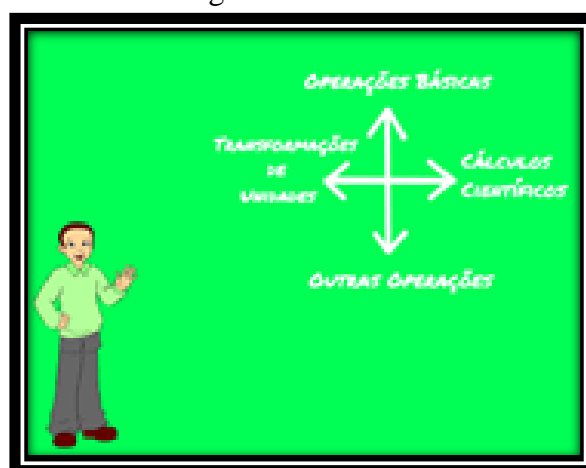 Operações Básicas
Transformações
de
Unidades
Cálculos
Científicos
Outras Operações